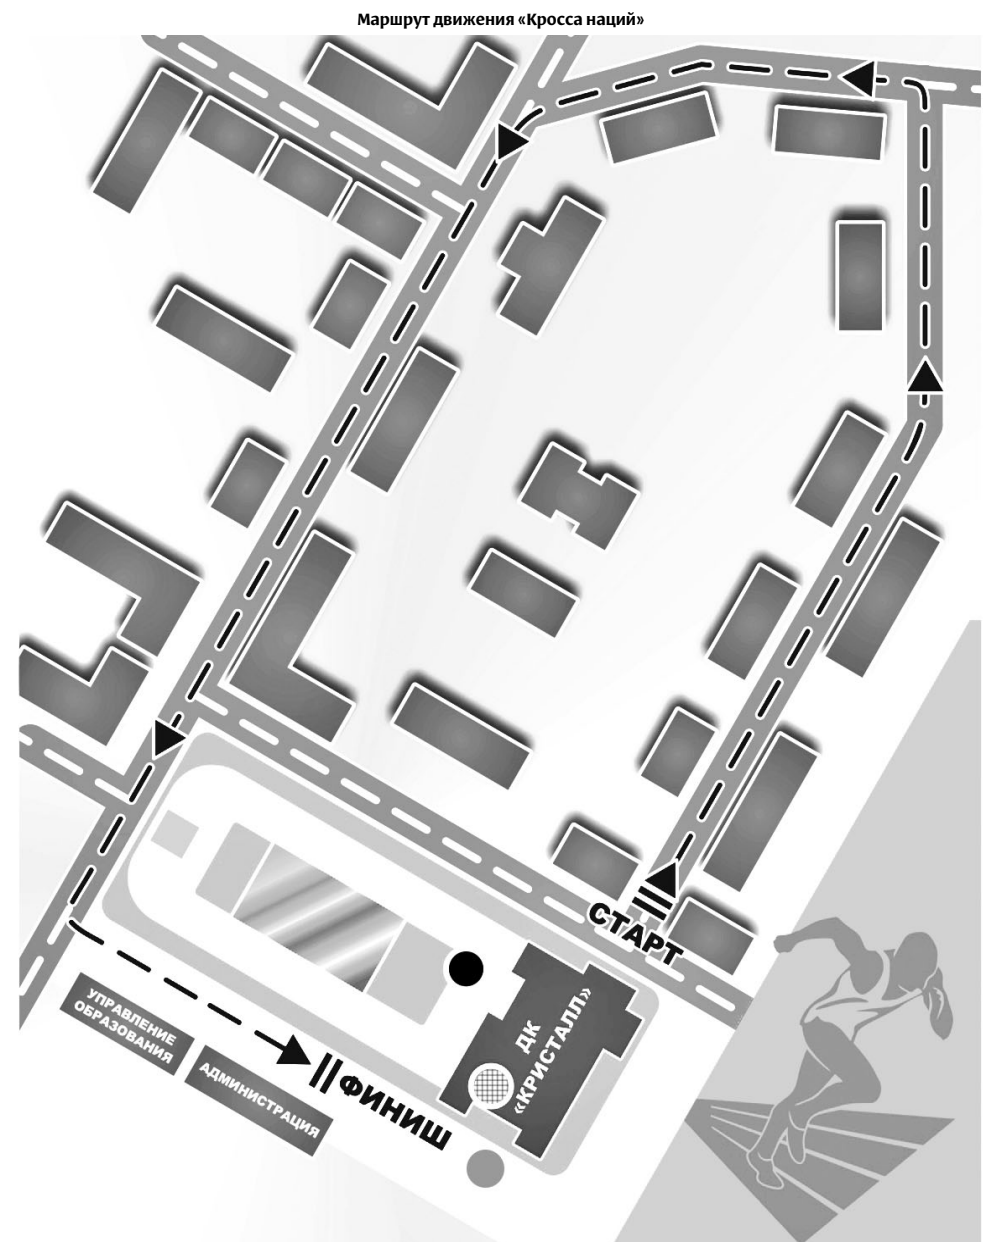 Маршрут движения «Кросса наций»
СТАРТ
ДК
«КРИСТАЛЛ»
УПРАВЛЕНИЕ
ОБРАЗОВАНИЯ
АДМИНИСТРАЦИЯ
ФИНИШ